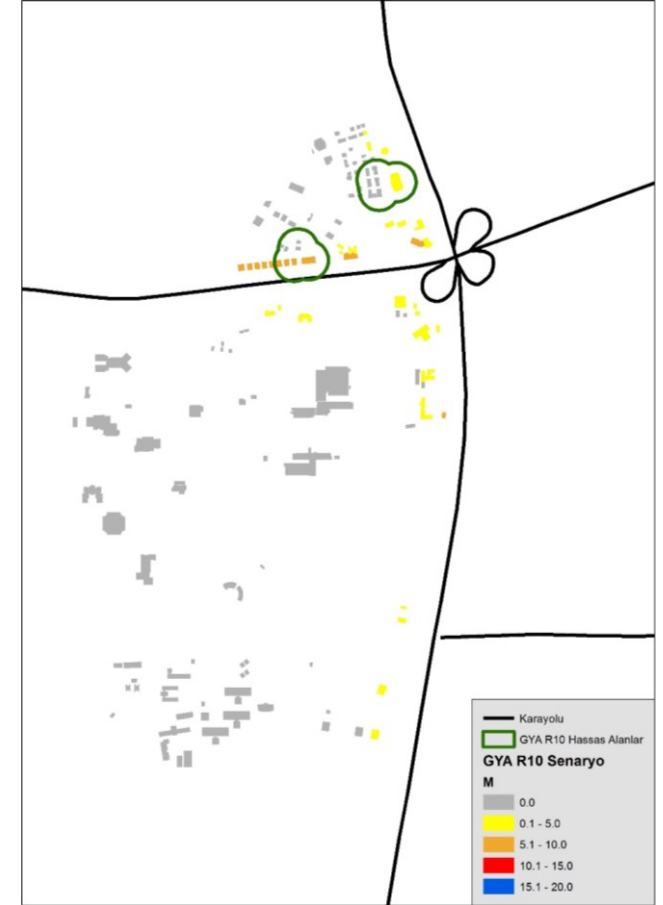 Karayolu
GYA R10 Hassas Alanlar
GYA R10 Senaryo
M
0.0
0.1 - 5.0
5.1 - 10.0
10.1 - 15.0
15.1 - 20.0